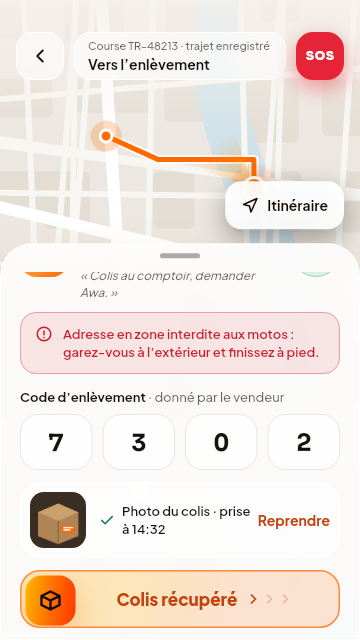 Course TR-48213 · trajet enregistré
Vers l’enlèvement
SOS
Itinéraire
« Colis au comptoir, demander
Awa. »
Adresse en zone interdite aux motos :
garez-vous à l’extérieur et finissez à pied.
Code d’enlèvement · donné par le vendeur
7 3 0 2
Photo du colis · prise
à 14:32
Reprendre
Colis récupéré